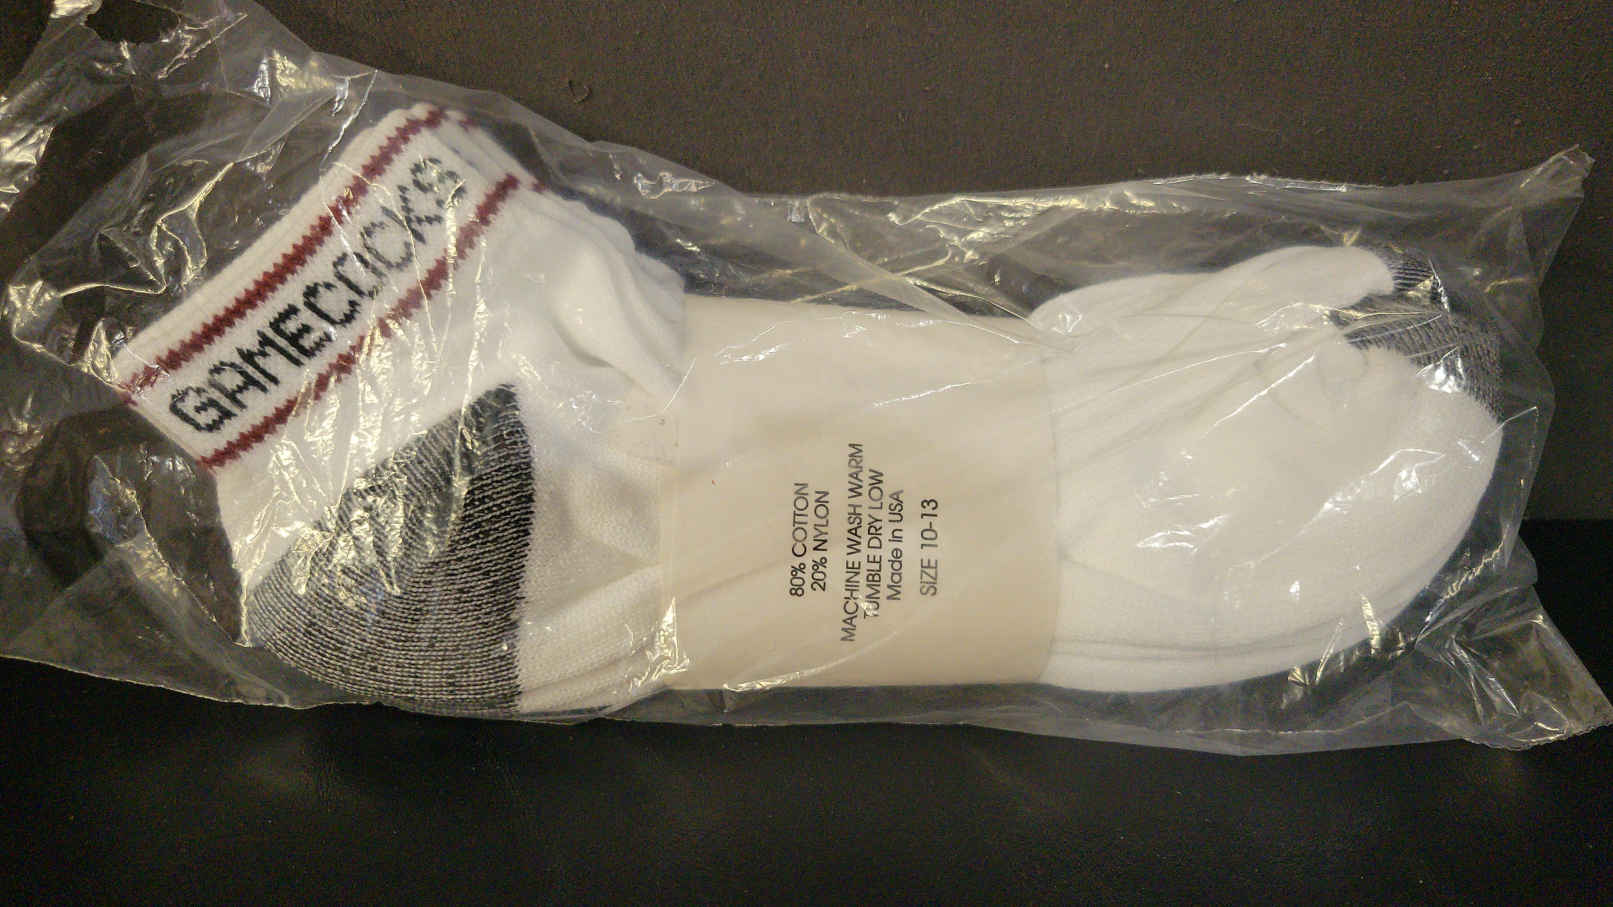 GAMECOCKS
80% COTTON
20% NYLON
MACHINE WASH WARM
TUMBLE DRY LOW
Made in USA
SIZE 10-13